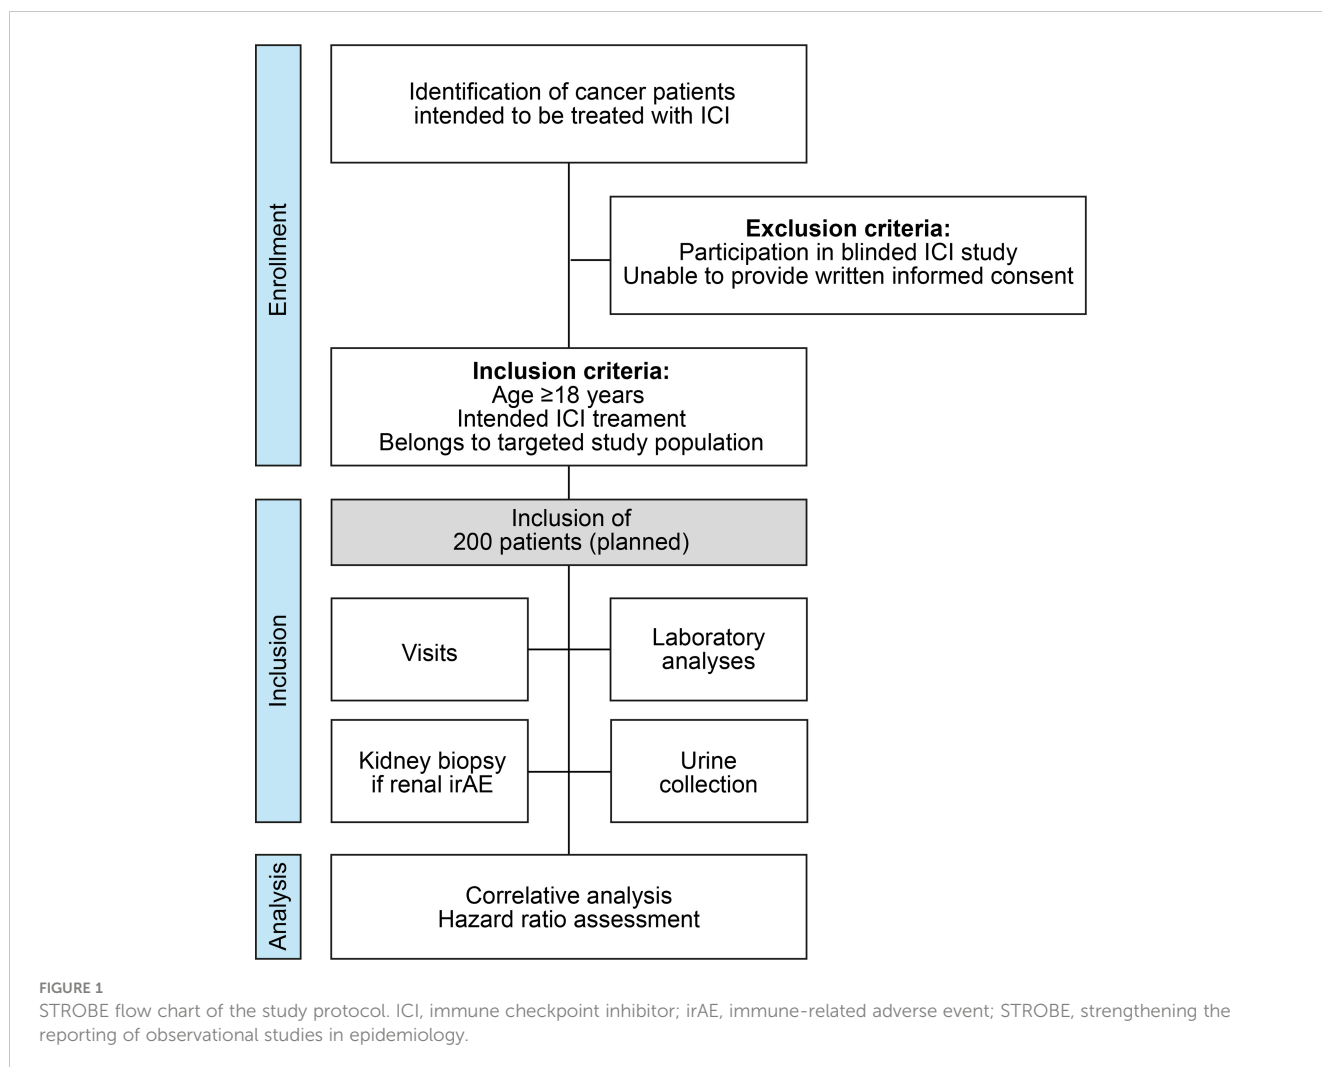 Enrollment
Identification of cancer patients
intended to be treated with ICI
Exclusion criteria:
Participation in blinded ICI study
Unable to provide written informed consent
Inclusion criteria:
Age ≥18 years
Intended ICI treament
Belongs to targeted study population
Inclusion
Inclusion of
200 patients (planned)
Visits
Laboratory
analyses
Kidney biopsy
if renal irAE
Urine
collection
Analysis
Correlative analysis
Hazard ratio assessment
FIGURE 1
STROBE flow chart of the study protocol. ICI, immune checkpoint inhibitor; irAE, immune-related adverse event; STROBE, strengthening the
reporting of observational studies in epidemiology.